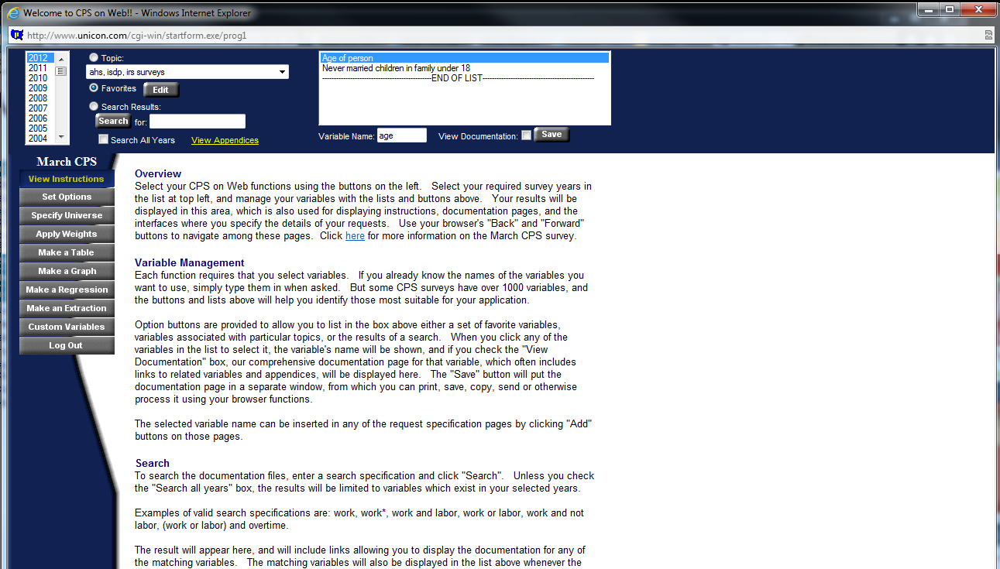 Welcome to CPS on Web!! - Windows Internet Explorer
http://www.unicon.com/cgi-win/startform.exe/prog1
2012
2011
2010
2009
2008
2007
2006
2005
2004
Topic:
ahs, isdp, irs surveys
Favorites Edit
Search Results:
Search for:
Search All Years View Appendices
Age of person
Never married children in family under 18
----------------------------------------------END OF LIST----------------------------------------------
Variable Name: age View Documentation: Save
March CPS
View Instructions
Set Options
Specify Universe
Apply Weights
Make a Table
Make a Graph
Make a Regression
Make an Extraction
Custom Variables
Log Out
Overview
Select your CPS on Web functions using the buttons on the left. Select your required survey years in
the list at top left, and manage your variables with the lists and buttons above. Your results will be
displayed in this area, which is also used for displaying instructions, documentation pages, and the
interfaces where you specify the details of your requests. Use your browser's "Back" and "Forward"
buttons to navigate among these pages. Click here for more information on the March CPS survey.
Variable Management
Each function requires that you select variables. If you already know the names of the variables you
want to use, simply type them in when asked. But some CPS surveys have over 1000 variables, and
the buttons and lists above will help you identify those most suitable for your application.
Option buttons are provided to allow you to list in the box above either a set of favorite variables,
variables associated with particular topics, or the results of a search. When you click any of the
variables in the list to select it, the variable's name will be shown, and if you check the "View
Documentation" box, our comprehensive documentation page for that variable, which often includes
links to related variables and appendices, will be displayed here. The "Save" button will put the
documentation page in a separate window, from which you can print, save, copy, send or otherwise
process it using your browser functions.
The selected variable name can be inserted in any of the request specification pages by clicking "Add"
buttons on those pages.
Search
To search the documentation files, enter a search specification and click "Search". Unless you check
the "Search all years" box, the results will be limited to variables which exist in your selected years.
Examples of valid search specifications are: work, work*, work and labor, work or labor, work and not
labor, (work or labor) and overtime.
The result will appear here, and will include links allowing you to display the documentation for any of
the matching variables. The matching variables will also be displayed in the list above whenever the